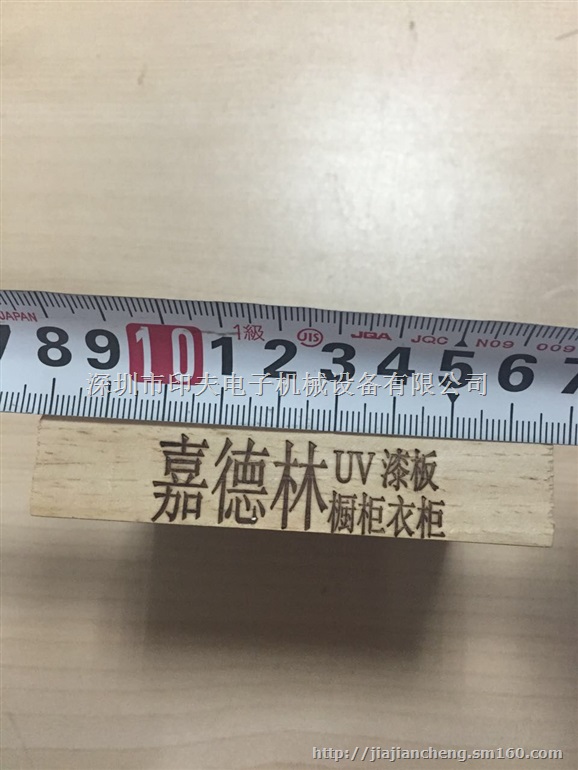 JAPAN 1級 JIS JQA JQC N09 009
7 8 9 10 1 2 3 4 5 6 7
深圳市印夫电子机械设备有限公司
嘉德林 UV漆板
橱柜衣柜
http://jiajiancheng.sm160.com